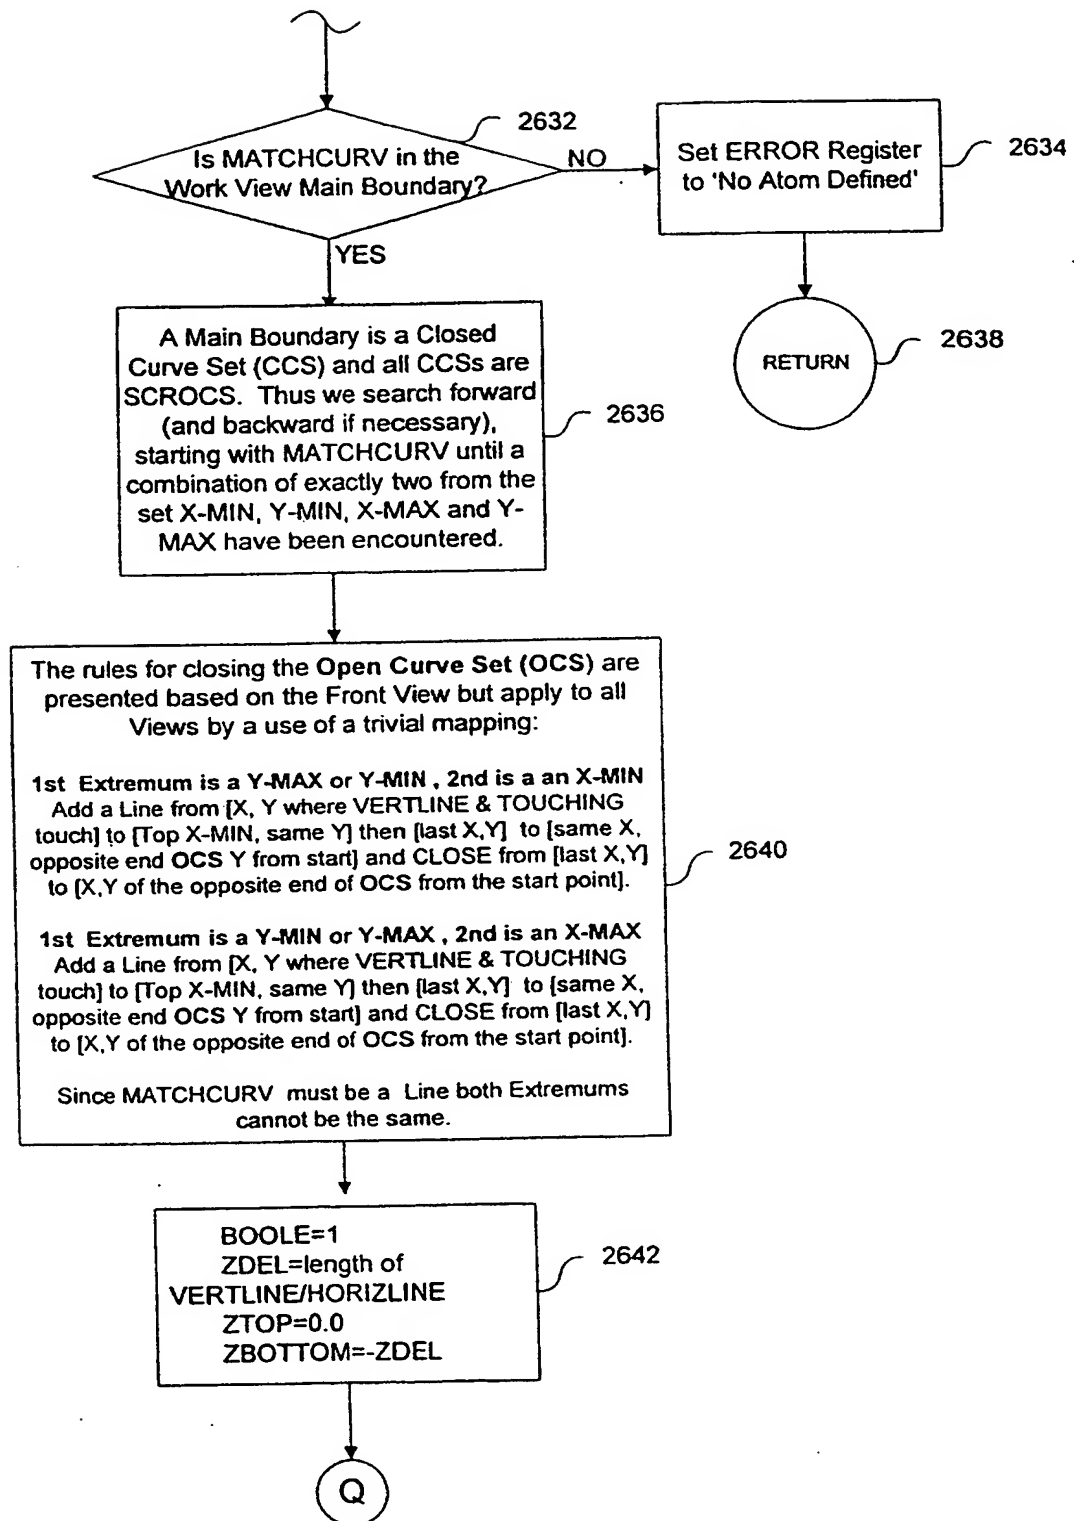 2632
Is MATCHCURV in the
Work View Main Boundary?
NO
Set ERROR Register
to 'No Atom Defined'
2634
YES
RETURN
2638
A Main Boundary is a Closed
Curve Set (CCS) and all CCSs are
SCROCS. Thus we search forward
(and backward if necessary),
starting with MATCHCURV until a
combination of exactly two from the
set X-MIN, Y-MIN, X-MAX and Y-
MAX have been encountered.
2636
The rules for closing the Open Curve Set (OCS) are
presented based on the Front View but apply to all
Views by a use of a trivial mapping:
1st Extremum is a Y-MAX or Y-MIN , 2nd is a an X-MIN
Add a Line from [X, Y where VERTLINE & TOUCHING
touch] to [Top X-MIN, same Y] then [last X,Y] to [same X,
opposite end OCS Y from start] and CLOSE from [last X,Y]
to [X,Y of the opposite end of OCS from the start point].
1st Extremum is a Y-MIN or Y-MAX , 2nd is an X-MAX
Add a Line from [X, Y where VERTLINE & TOUCHING
touch] to [Top X-MIN, same Y] then [last X,Y] to [same X,
opposite end OCS Y from start] and CLOSE from [last X,Y]
to [X,Y of the opposite end of OCS from the start point].
Since MATCHCURV must be a Line both Extremums
cannot be the same.
2640
BOOLE=1
ZDEL=length of
VERTLINE/HORIZLINE
ZTOP=0.0
ZBOTTOM=-ZDEL
2642
Q